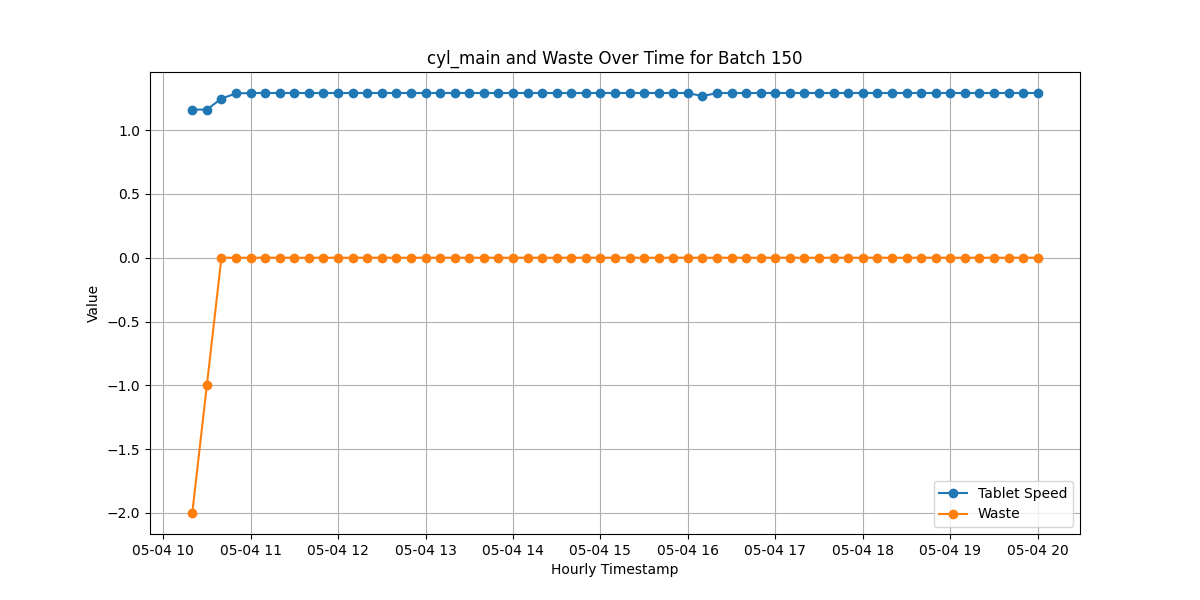 cyl_main and Waste Over Time for Batch 150
1.0
0.5
0.0
−0.5
−1.0
−1.5
−2.0
Value
05-04 10 05-04 11 05-04 12 05-04 13 05-04 14 05-04 15 05-04 16 05-04 17 05-04 18 05-04 19 05-04 20
Hourly Timestamp
Tablet Speed
Waste